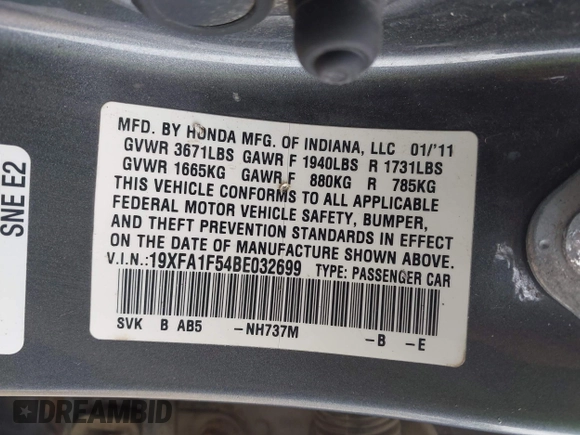 MFD. BY HONDA MFG. OF INDIANA, LLC 01/'11
GVWR 3671LBS GAWR F 1940LBS R 1731LBS
GVWR 1665KG GAWR F 880KG R 785KG
THIS VEHICLE CONFORMS TO ALL APPLICABLE
FEDERAL MOTOR VEHICLE SAFETY, BUMPER,
AND THEFT PREVENTION STANDARDS IN EFFECT
ON THE DATE OF MANUFACTURE SHOWN ABOVE.
V.I.N.:19XFA1F54BE032699 TYPE: PASSENGER CAR
SVK B AB5 -NH737M -B -E
SNE E2
DREAMBID